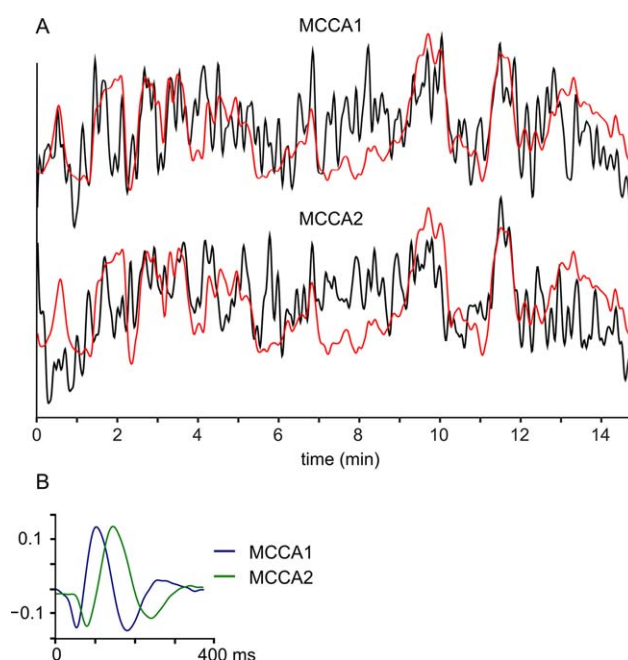 A
MCCA1
MCCA2
0 2 4 6 8 10 12 14
time (min)
B
0.1
−0.1
MCCA1
MCCA2
0 400 ms